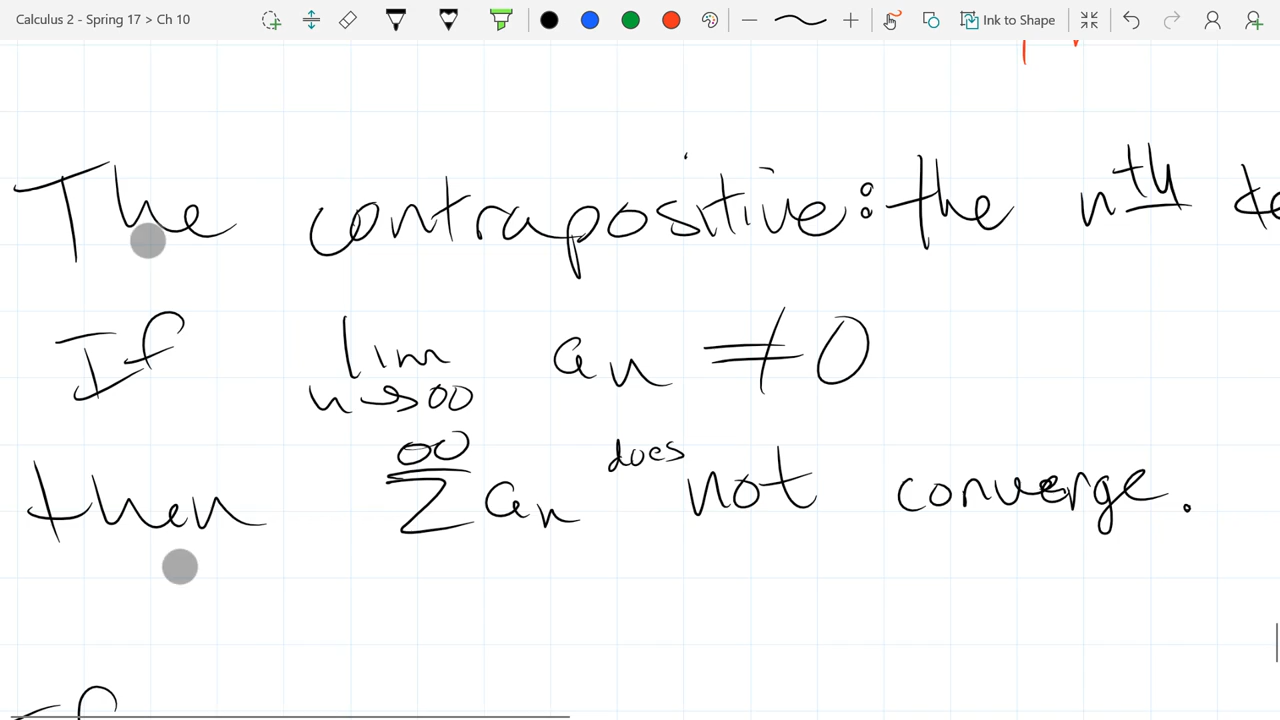 Calculus 2 - Spring 17 > Ch 10
Ink to Shape
The contrapositive: the nth
If lim n→∞ an ≠ 0
then ∞ Σ an does not converge.
If